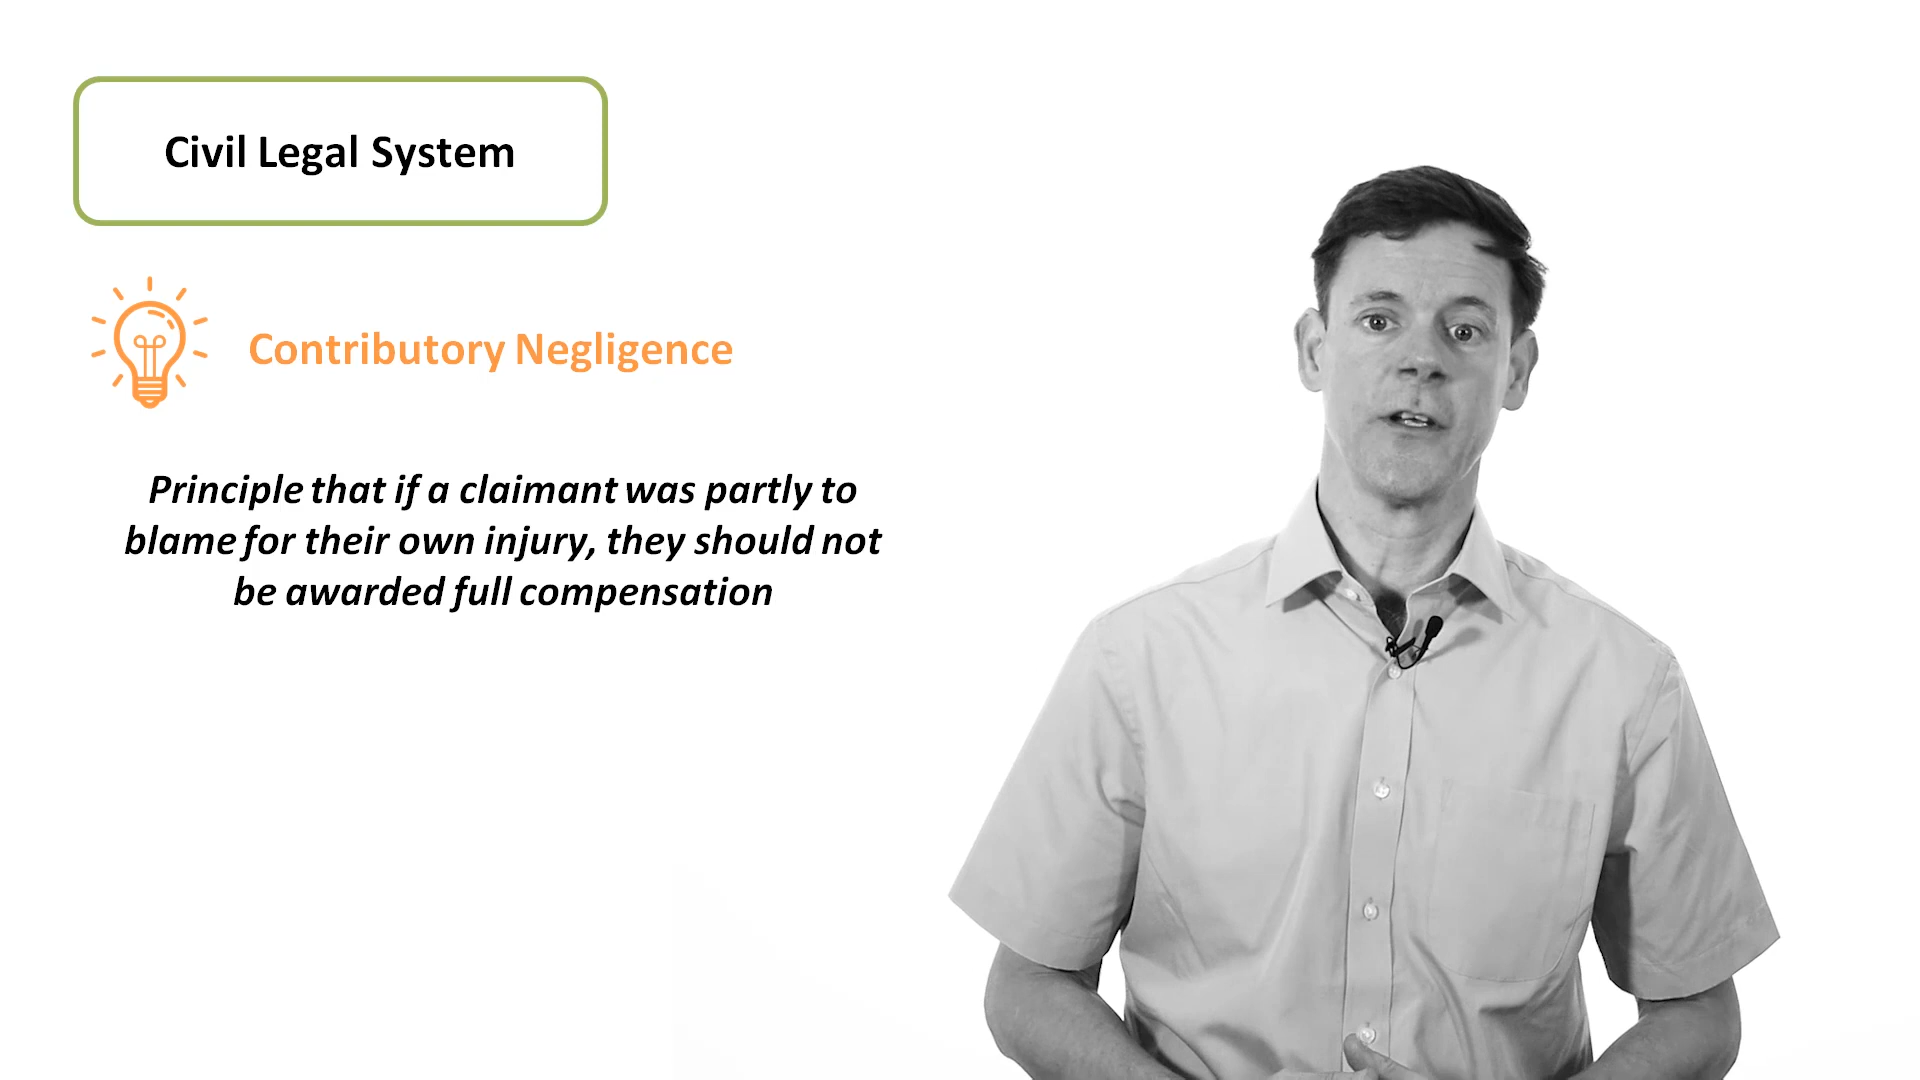 Civil Legal System
Contributory Negligence
Principle that if a claimant was partly to
blame for their own injury, they should not
be awarded full compensation